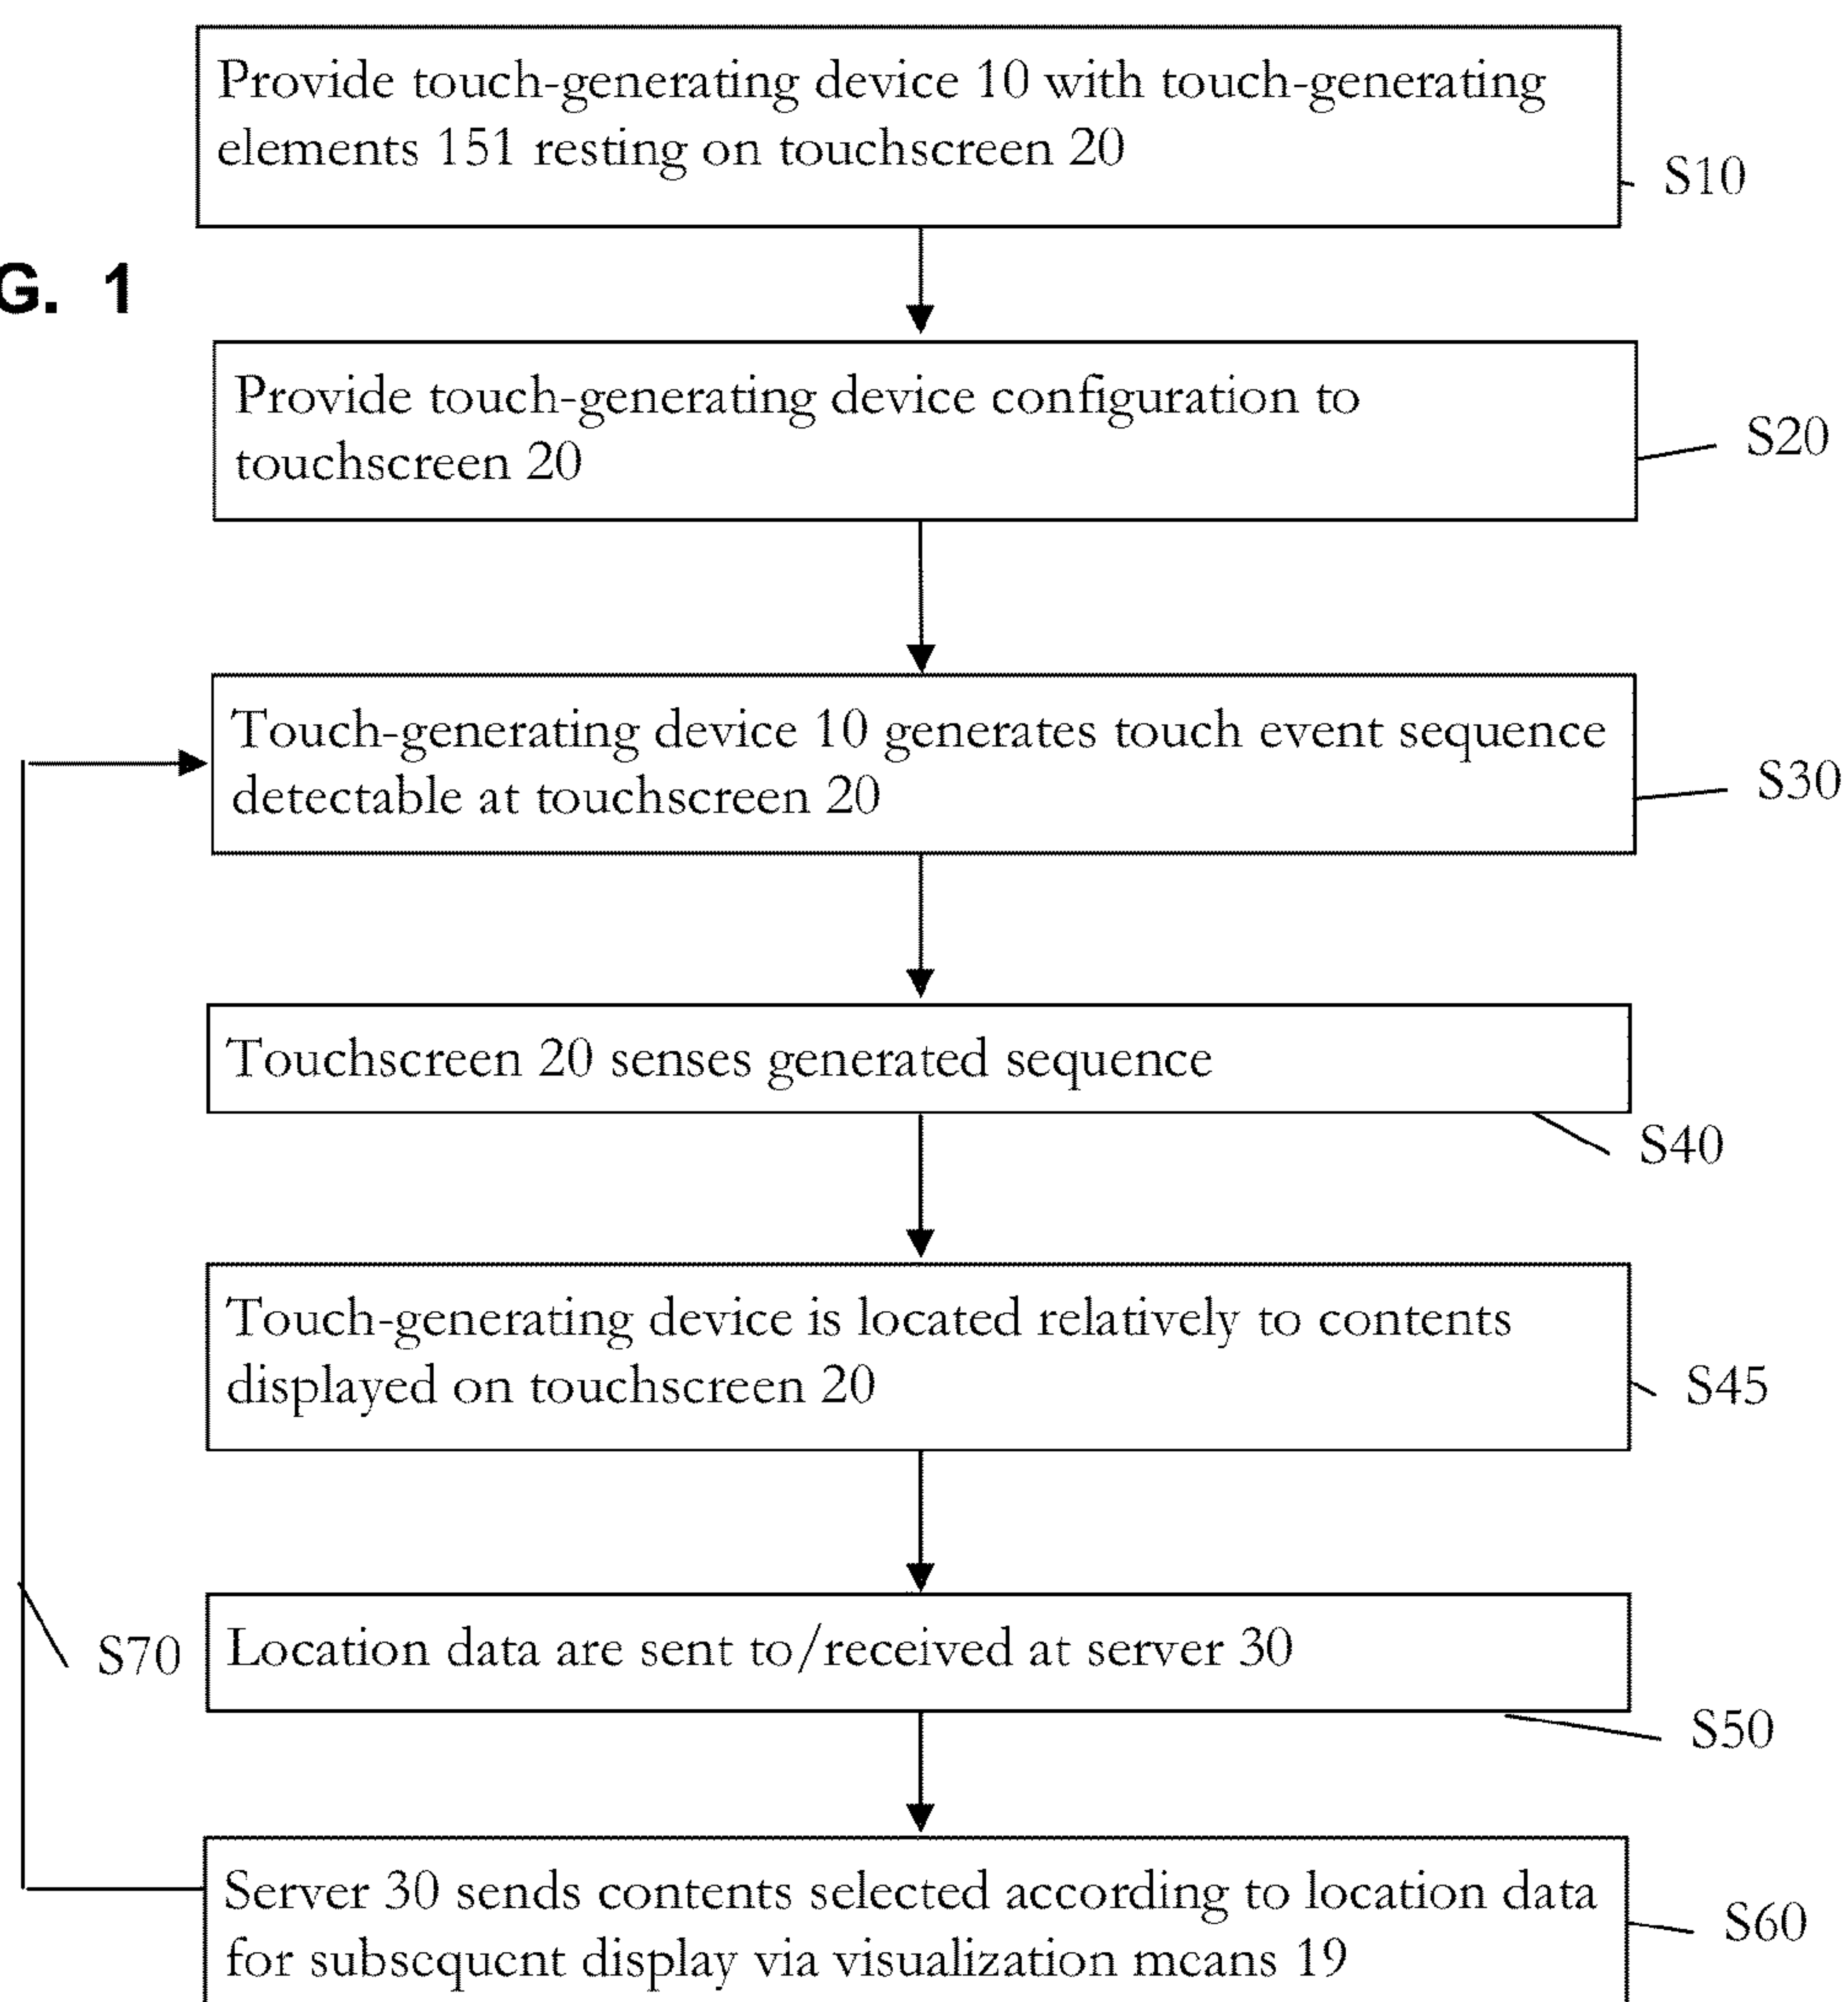 Provide touch-generating device 10 with touch-generating
elements 151 resting on touchscreen 20
S10
G. 1
Provide touch-generating device configuration to
touchscreen 20
S20
Touch-generating device 10 generates touch event sequence
detectable at touchscreen 20
S30
Touchscreen 20 senses generated sequence
S40
Touch-generating device is located relatively to contents
displayed on touchscreen 20
S45
S70
Location data are sent to/received at server 30
S50
Server 30 sends contents selected according to location data
for subsequent display via visualization means 19
S60